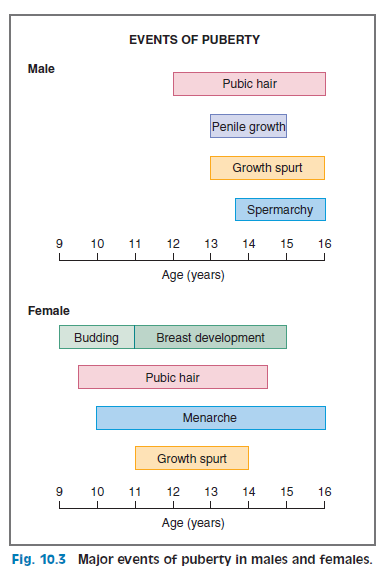 EVENTS OF PUBERTY
Male
Pubic hair
Penile growth
Growth spurt
Spermarchy
9 10 11 12 13 14 15 16
Age (years)
Female
Budding Breast development
Pubic hair
Menarche
Growth spurt
9 10 11 12 13 14 15 16
Age (years)
Fig. 10.3 Major events of puberty in males and females.